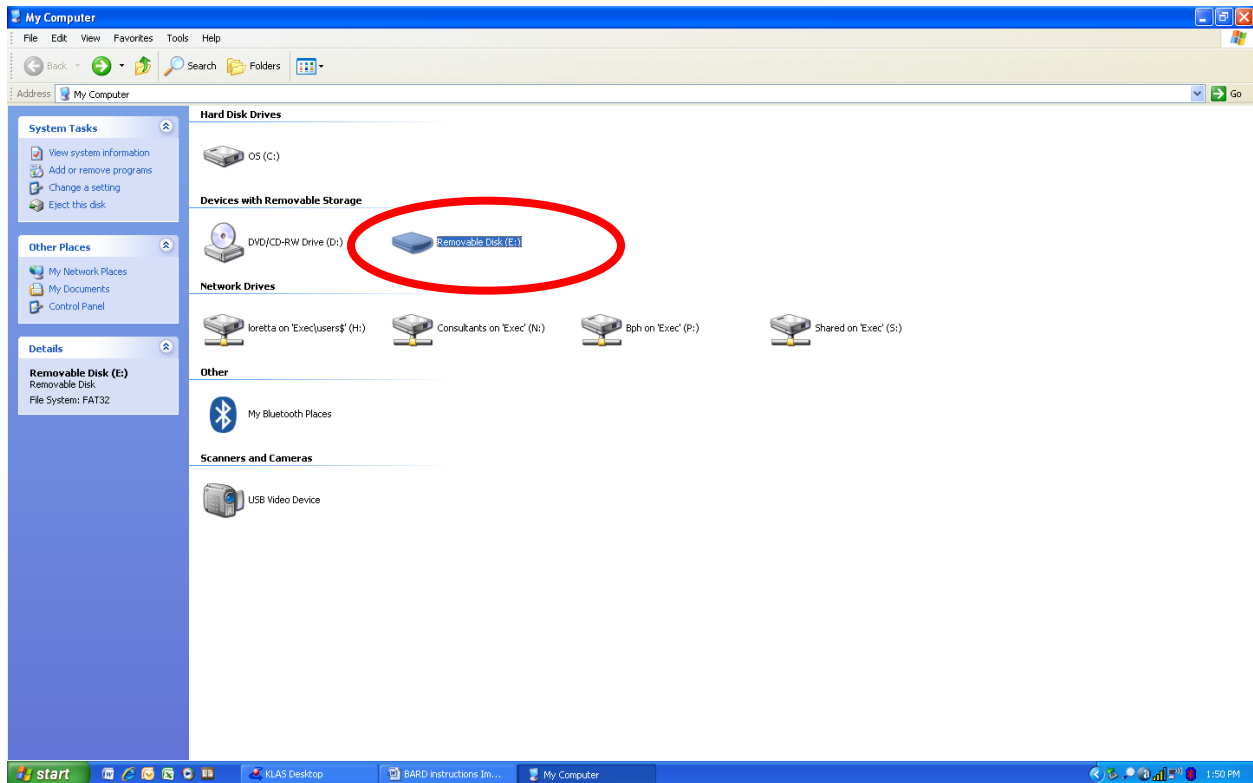 My Computer
File Edit View Favorites Tools Help
Back Search Folders
Address My Computer Go
System Tasks
View system information
Add or remove programs
Change a setting
Eject this disk
Other Places
My Network Places
My Documents
Control Panel
Details
Removable Disk (E:)
Removable Disk
File System: FAT32
Hard Disk Drives
OS (C:)
Devices with Removable Storage
DVD/CD-RW Drive (D:) Removable Disk (E:)
Network Drives
loretta on 'Exec\users$' (H:) Consultants on 'Exec' (N:) Bph on 'Exec' (P:) Shared on 'Exec' (S:)
Other
My Bluetooth Places
Scanners and Cameras
USB Video Device
start KLAS Desktop BARD instructions Im... My Computer 1:50 PM